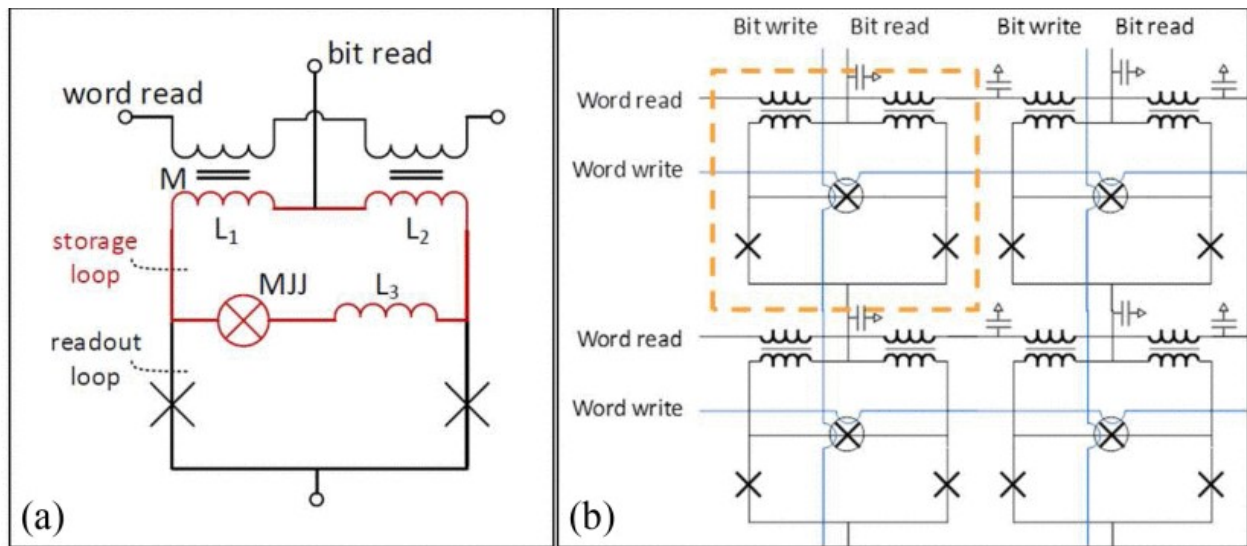 bit read
word read
M
L1
L2
storage
loop
MJJ
L3
readout
loop
(a)
Bit write
Bit read
Bit write
Bit read
Word read
Word write
Word read
Word write
(b)